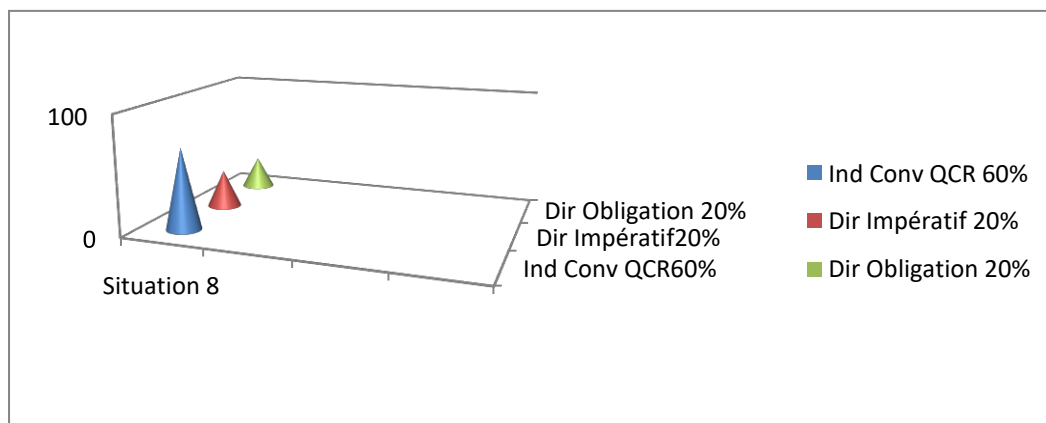 100
0
Situation 8
Dir Obligation 20%
Dir Impératif20%
Ind Conv QCR60%
Ind Conv QCR 60%
Dir Impératif 20%
Dir Obligation 20%